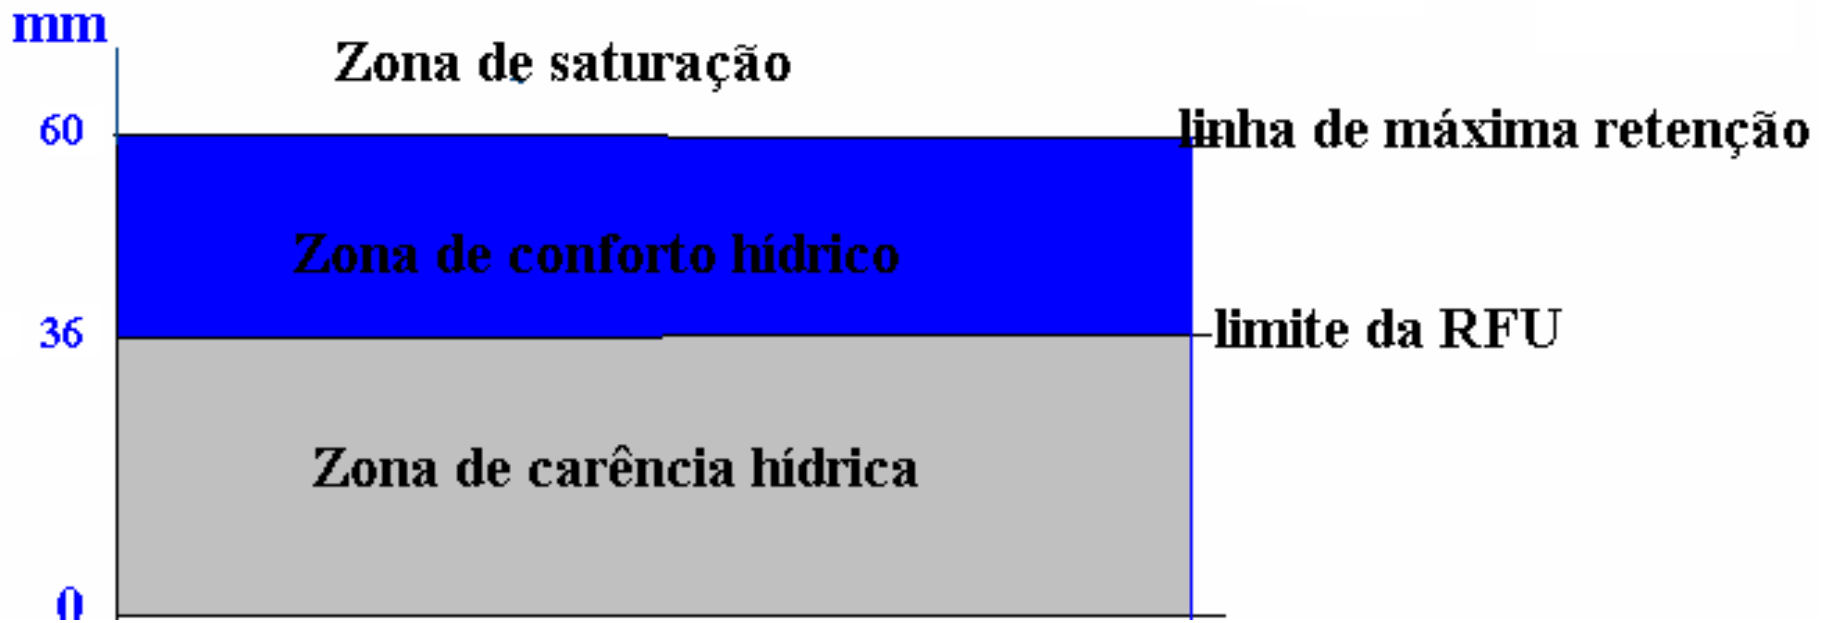 mm
Zona de saturação
60
linha de máxima retenção
Zona de conforto hídrico
36
limite da RFU
Zona de carência hídrica
0